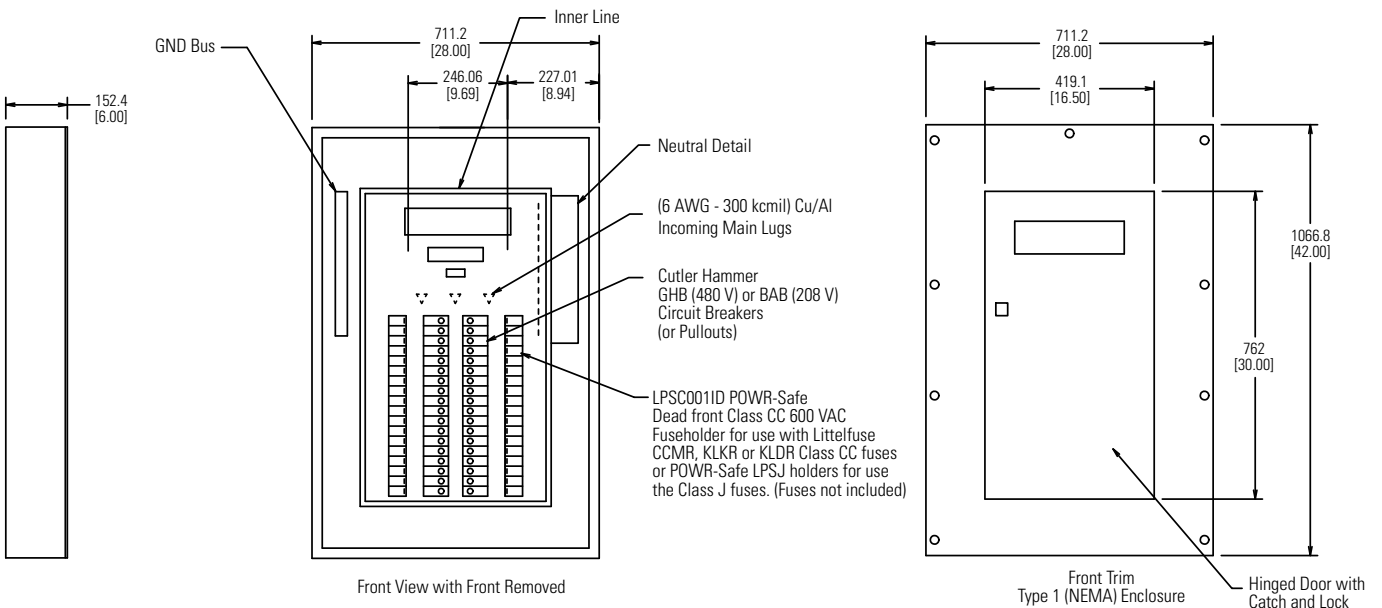 152.4
[6.00]
GND Bus
711.2
[28.00]
Inner Line
246.06
[9.69]
227.01
[8.94]
Neutral Detail
(6 AWG - 300 kcmil) Cu/Al
Incoming Main Lugs
Cutler Hammer
GHB (480 V) or BAB (208 V)
Circuit Breakers
(or Pullouts)
LPSC001ID POWR-Safe
Dead front Class CC 600 VAC
Fuseholder for use with Littelfuse
CCMR, KLKR or KLDR Class CC fuses
or POWR-Safe LPSJ holders for use
the Class J fuses. (Fuses not included)
Front View with Front Removed
711.2
[28.00]
419.1
[16.50]
1066.8
[42.00]
762
[30.00]
Front Trim
Type 1 (NEMA) Enclosure
Hinged Door with
Catch and Lock